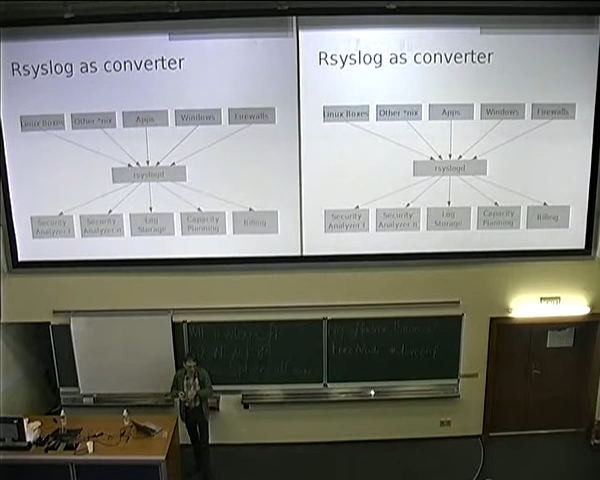 Rsyslog as converter
Linux Boxes Other *nix Apps Windows Firewalls
rsyslogd
Security Analyzer 1 Security Analyzer n Log Storage Capacity Planning Billing
Rsyslog as converter
Linux Boxes Other *nix Apps Windows Firewalls
rsyslogd
Security Analyzer 1 Security Analyzer n Log Storage Capacity Planning Billing